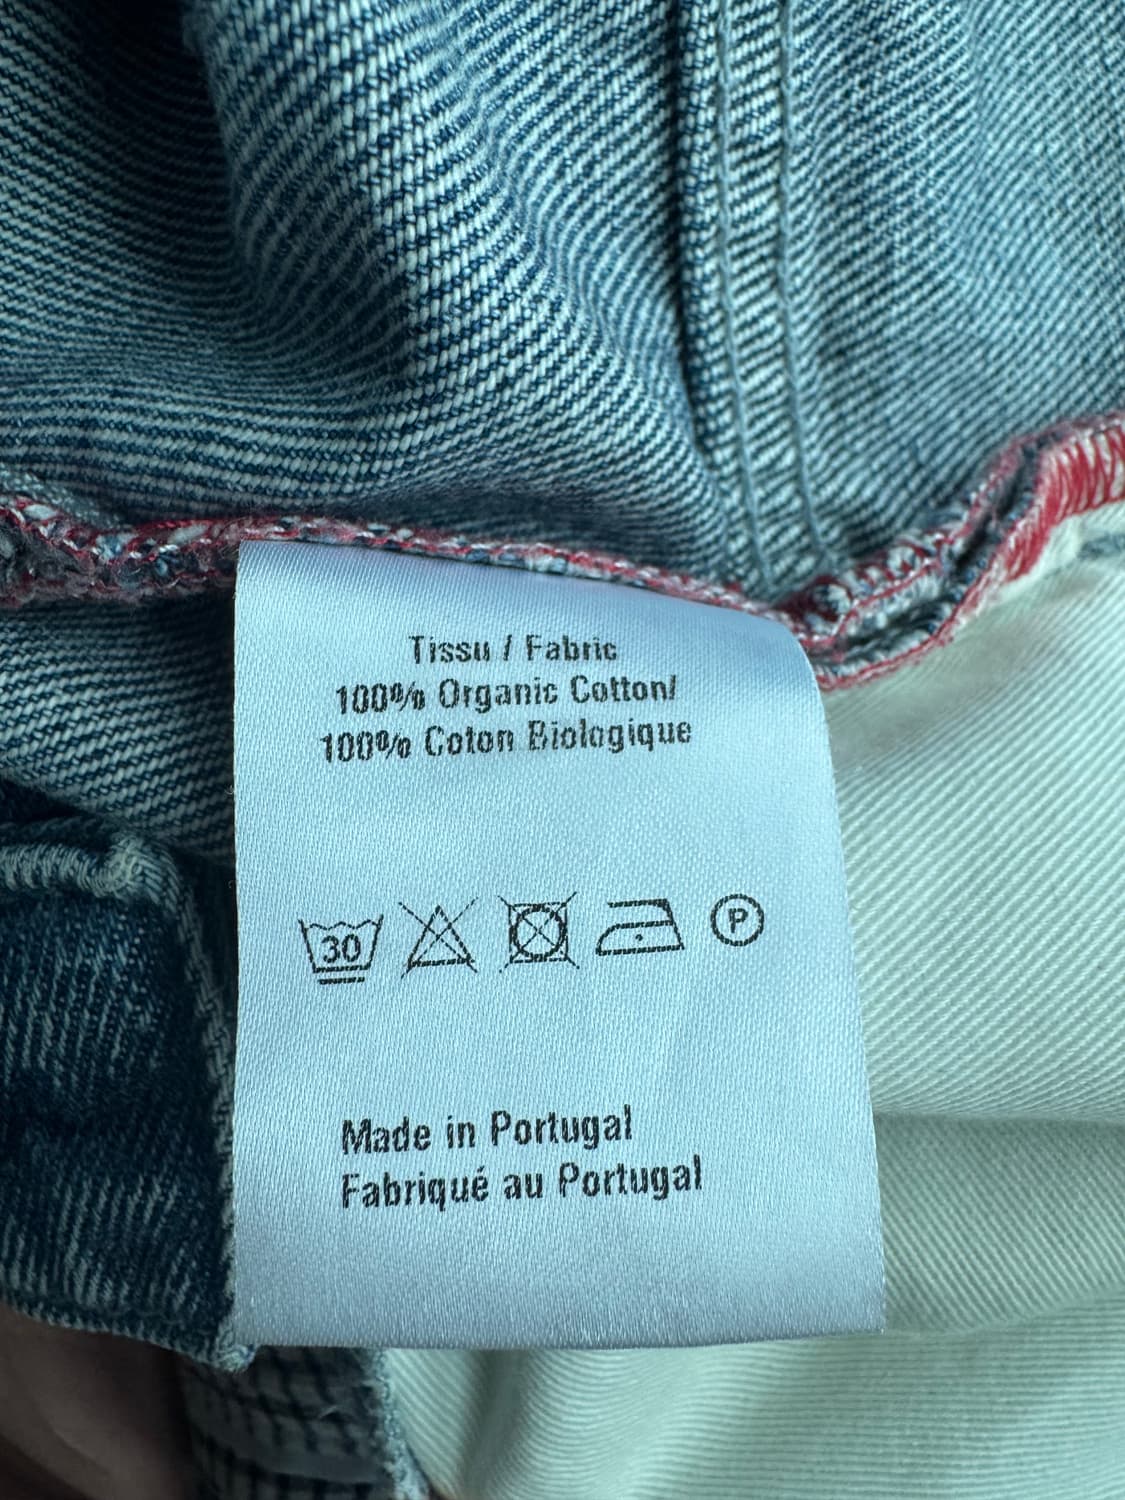 Tissu / Fabric
100% Organic Cotton/
100% Coton Biologique
30 P
Made in Portugal
Fabriqué au Portugal